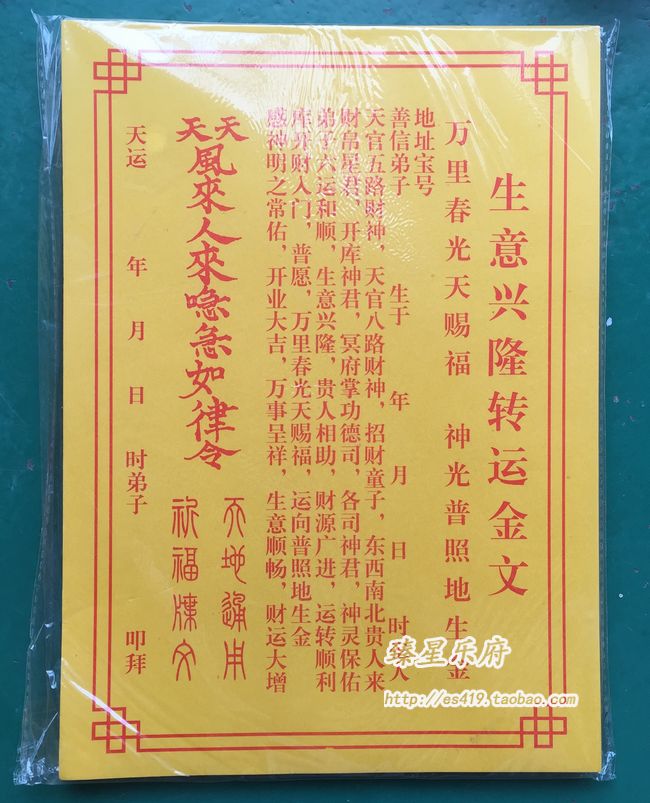 生意兴隆转运金文
万里春光天赐福 神光普照地生金
地址宝号
善信弟子 生于 年 月 日 时 人
天官五路财神，天官八路财神，招财童子，东西南北贵人来
财帛星君，开库神君，冥府掌功德司，各司神君，神灵保佑
弟子六运和顺，生意兴隆，贵人相助，财源广进，运转顺利
库开财入门，普愿，万里春光天赐福，运向普照地生金
感神明之常佑，开业大吉，万事呈祥，生意顺畅，财运大增
天天
風來人來 急如律令
天地通用
祈福牒文
天运 年 月 日 时弟子 叩拜
臻星乐府
http://es419.taobao.com